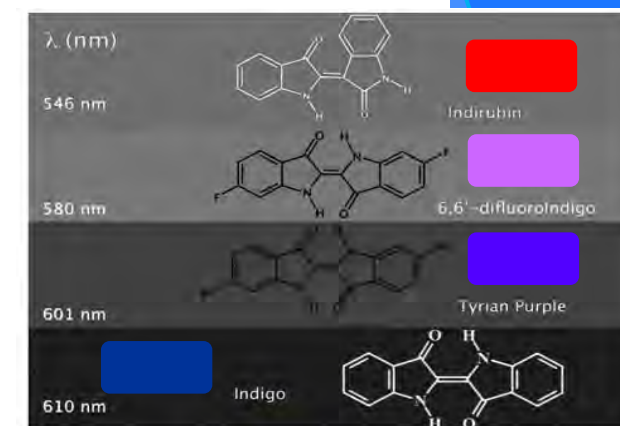 λ (nm)
546 nm
O
N
H
O
N
H
Indirubin
580 nm
O
H
N
F
F
N
H
O
6,6'-difluoroIndigo
601 nm
H
Tyrian Purple
610 nm
Indigo
O
H
N
N
H
O